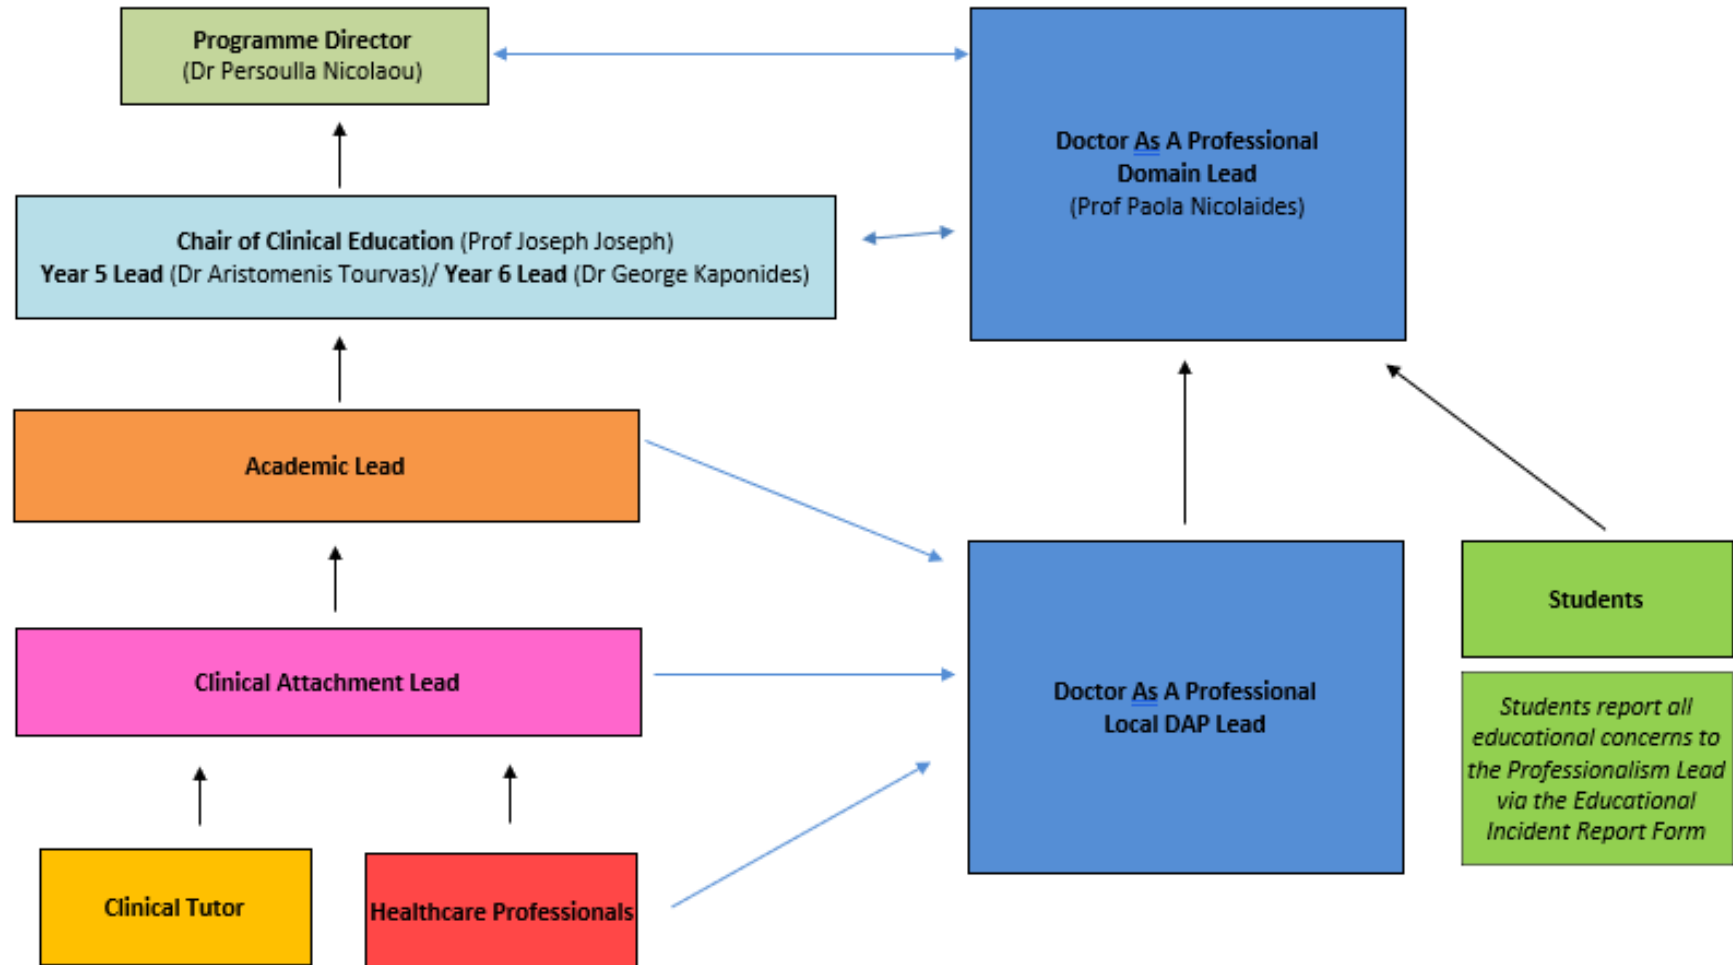 Programme Director
(Dr Persoulla Nicolaou)
Doctor As A Professional
Domain Lead
(Prof Paola Nicolaides)
Chair of Clinical Education (Prof Joseph Joseph)
Year 5 Lead (Dr Aristomenis Tourvas)/ Year 6 Lead (Dr George Kaponides)
Academic Lead
Clinical Attachment Lead
Doctor As A Professional
Local DAP Lead
Students
Students report all
educational concerns to
the Professionalism Lead
via the Educational
Incident Report Form
Clinical Tutor
Healthcare Professionals